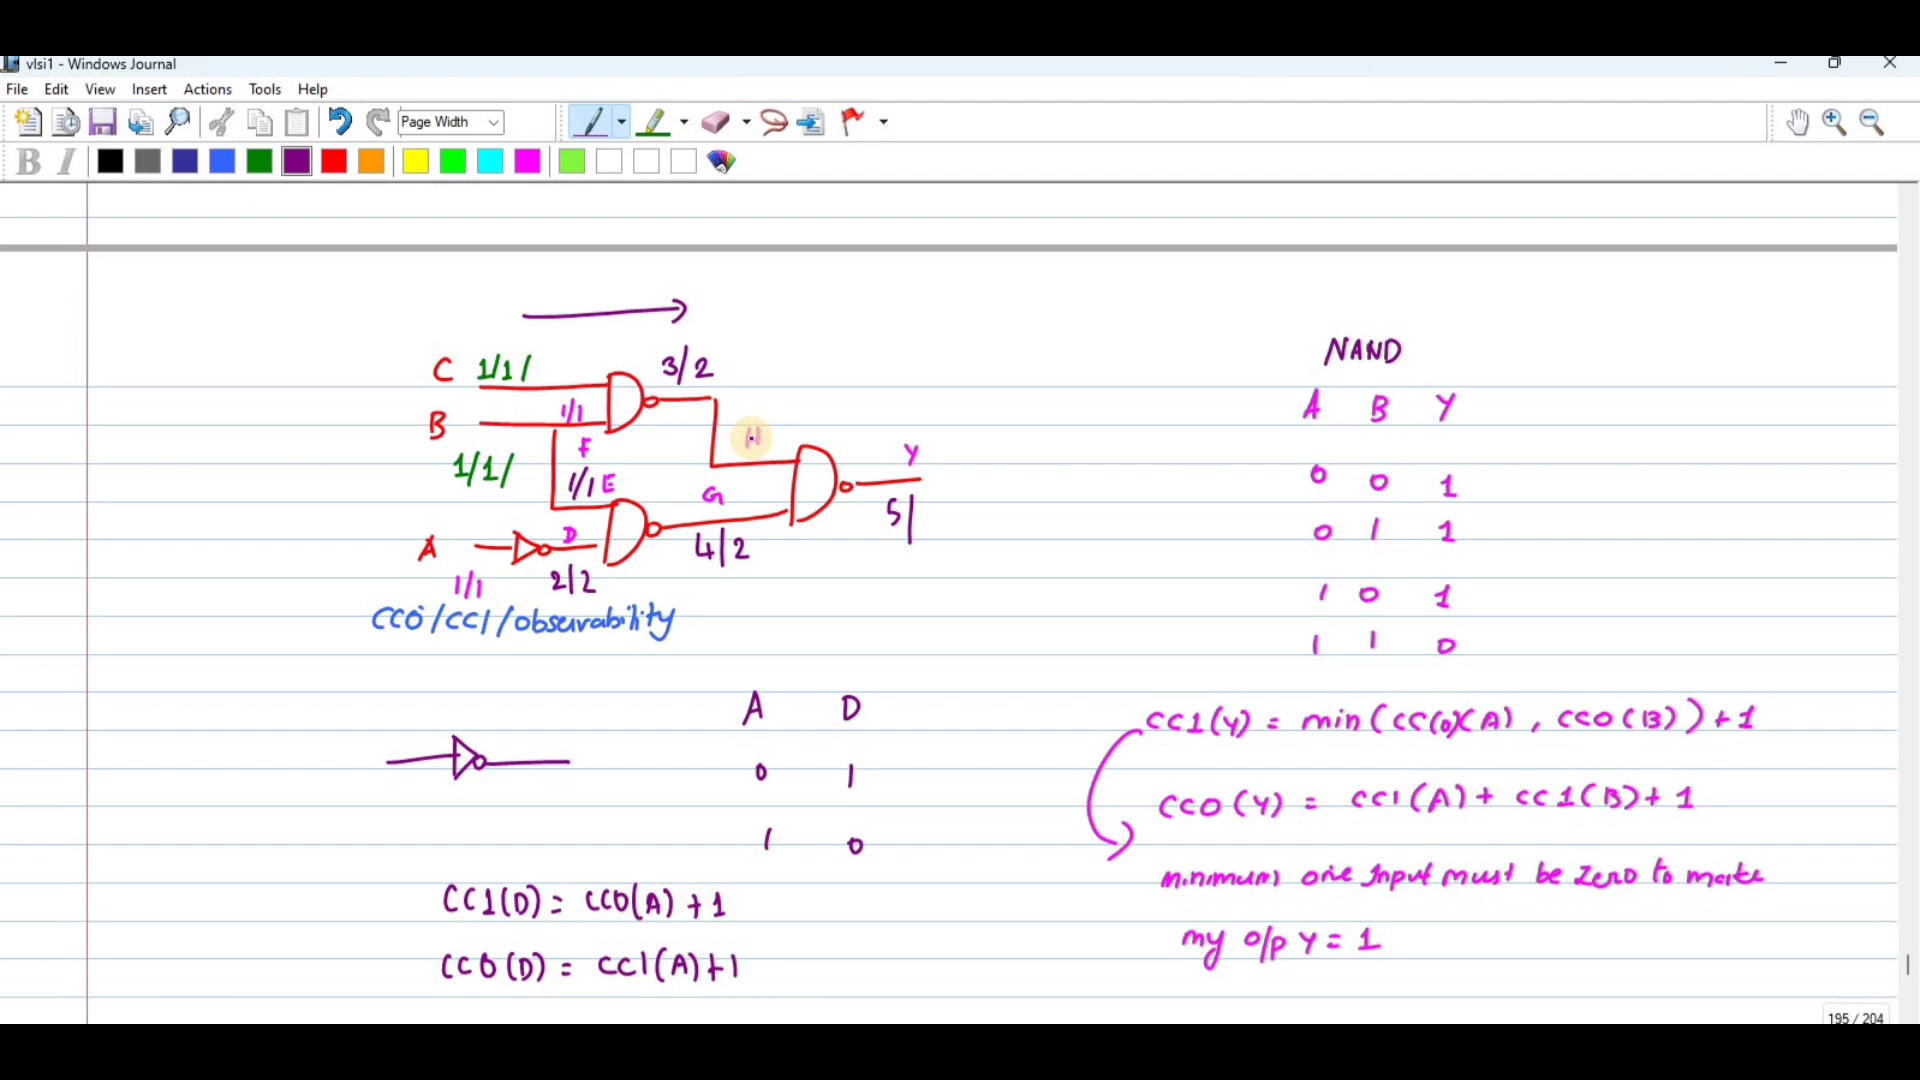 vlsi1 - Windows Journal
File Edit View Insert Actions Tools Help
Page Width
B I
C 1/1/ 3/2
B 1/1 H
F
1/1/ 1/1 E G Y
A D 4/2 5/
1/1 2/2
CC0/CC1/observability
A D
0 1
1 0
CC1(D) = CC0(A) + 1
CC0(D) = CC1(A)+1
NAND
A B Y
0 0 1
0 1 1
1 0 1
1 1 0
CC1(Y) = min(CC(0)(A), CC0(B))+1
CC0(Y) = CC1(A)+ CC1(B)+1
minimum one Input must be zero to make
my o/p Y = 1
195 / 204